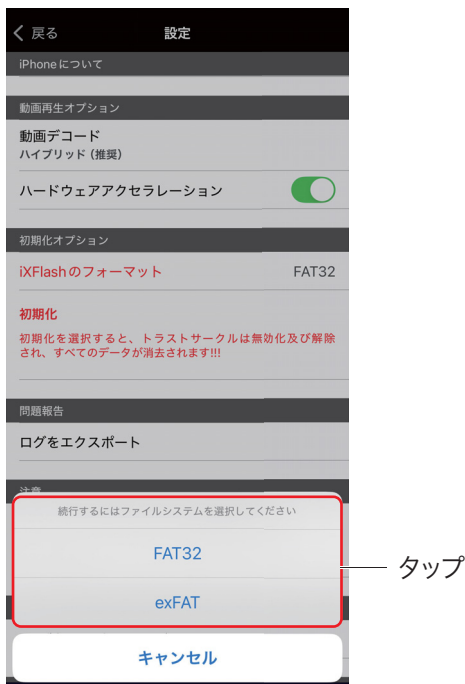 戻る
設定
iPhoneについて
動画再生オプション
動画デコード
ハイブリッド（推奨）
ハードウェアアクセラレーション
初期化オプション
iXFlashのフォーマット FAT32
初期化
初期化を選択すると、トラストサークルは無効化及び解除
され、すべてのデータが消去されます!!!
問題報告
ログをエクスポート
注意
続行するにはファイルシステムを選択してください
FAT32
タップ
exFAT
キャンセル